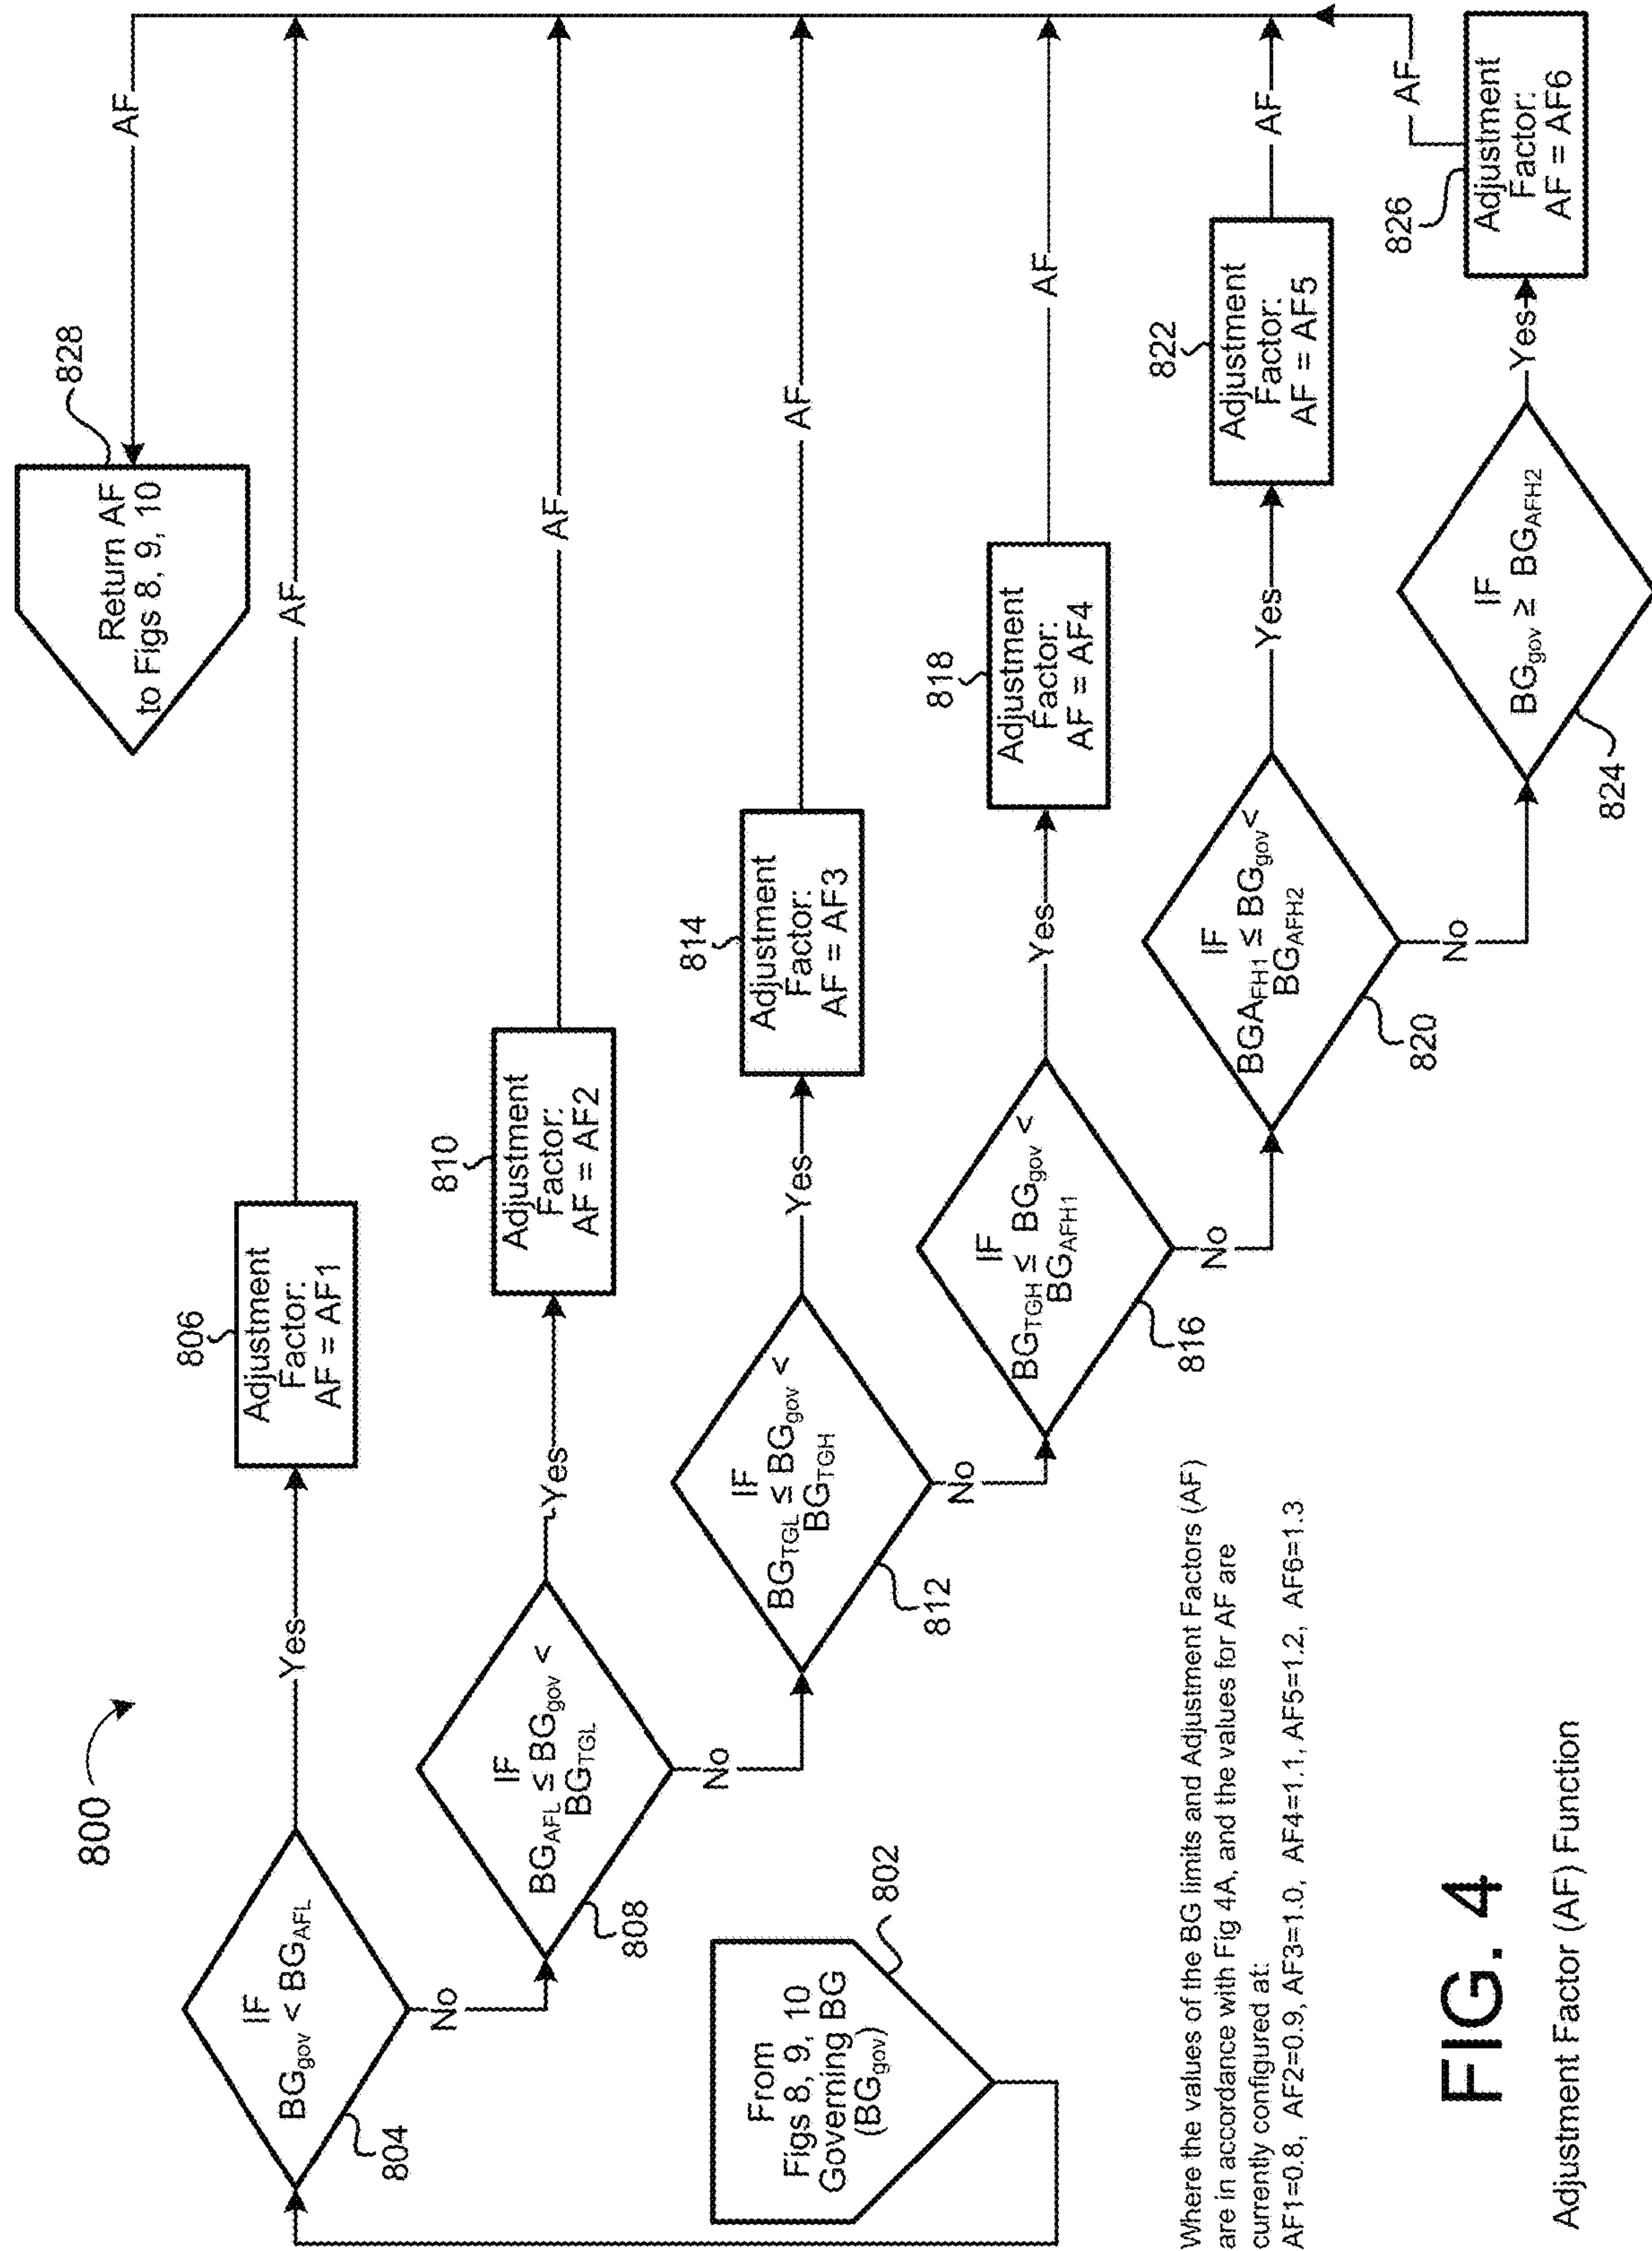 800
828
Return AF
to Figs 8, 9, 10
AF
IF
BGgov < BGAFL
804
Yes
806
Adjustment
Factor:
AF = AF1
AF
No
IF
BGAFL ≤ BGgov <
BGTGL
808
Yes
810
Adjustment
Factor:
AF = AF2
AF
No
From
Figs 8, 9, 10
Governing BG
(BGgov)
802
IF
BGTGL ≤ BGgov <
BGTGH
812
Yes
814
Adjustment
Factor:
AF = AF3
AF
No
IF
BGTGH ≤ BGgov <
BGAFH1
816
Yes
818
Adjustment
Factor:
AF = AF4
AF
No
IF
BGAFH1 ≤ BGgov <
BGAFH2
820
Yes
822
Adjustment
Factor:
AF = AF5
AF
No
IF
BGgov ≥ BGAFH2
824
Yes
826
Adjustment
Factor:
AF = AF6
AF
Where the values of the BG limits and Adjustment Factors (AF)
are in accordance with Fig 4A, and the values for AF are
currently configured at:
AF1=0.8, AF2=0.9, AF3=1.0, AF4=1.1, AF5=1.2, AF6=1.3
FIG. 4
Adjustment Factor (AF) Function